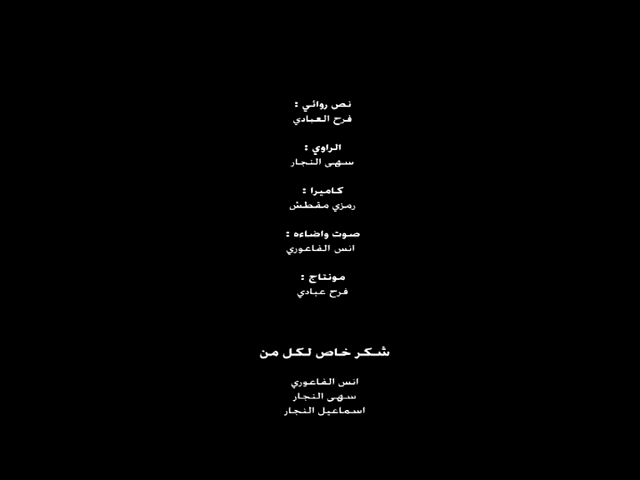 نص روائي :
فرح العبادي
الراوي :
سهى النجار
كاميرا :
رمزي مقطش
صوت واضاءه :
انس الفاعوري
مونتاج :
فرح عبادي
شكر خاص لكل من
انس الفاعوري
سهى النجار
اسماعيل النجار